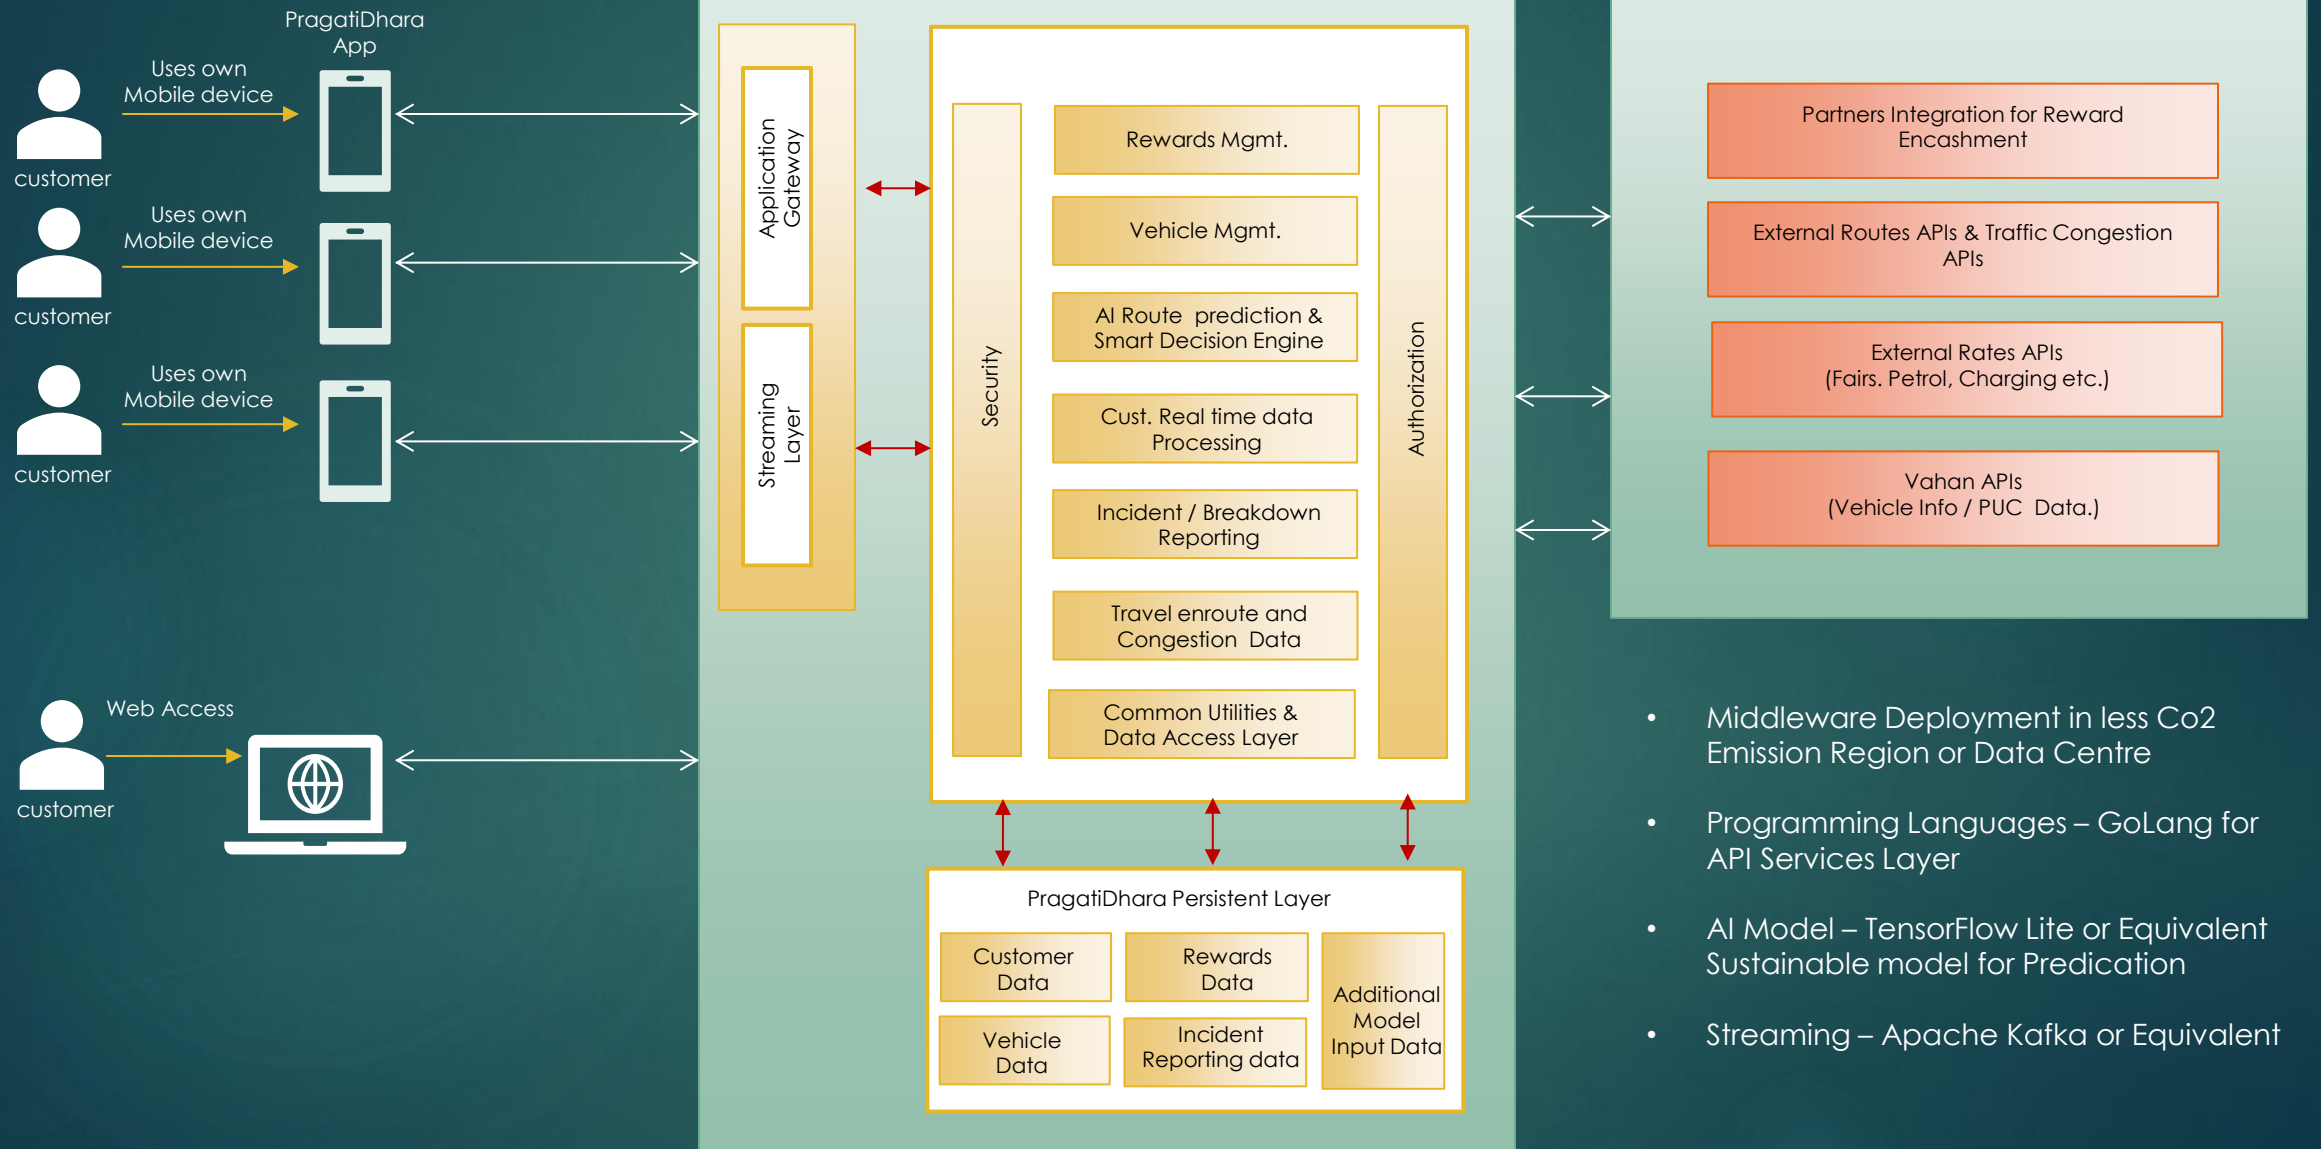 PragatiDhara
App
Uses own
Mobile device
customer
Uses own
Mobile device
customer
Uses own
Mobile device
customer
Web Access
customer
Application
Gateway
Streaming
Layer
Security
Rewards Mgmt.
Vehicle Mgmt.
AI Route prediction &
Smart Decision Engine
Cust. Real time data
Processing
Incident / Breakdown
Reporting
Travel enroute and
Congestion Data
Common Utilities &
Data Access Layer
Authorization
PragatiDhara Persistent Layer
Customer
Data
Rewards
Data
Vehicle
Data
Incident
Reporting data
Additional
Model
Input Data
Partners Integration for Reward
Encashment
External Routes APIs & Traffic Congestion
APIs
External Rates APIs
(Fairs. Petrol, Charging etc.)
Vahan APIs
(Vehicle Info / PUC Data.)
• Middleware Deployment in less Co2
Emission Region or Data Centre
• Programming Languages – GoLang for
API Services Layer
• AI Model – TensorFlow Lite or Equivalent
Sustainable model for Predication
• Streaming – Apache Kafka or Equivalent